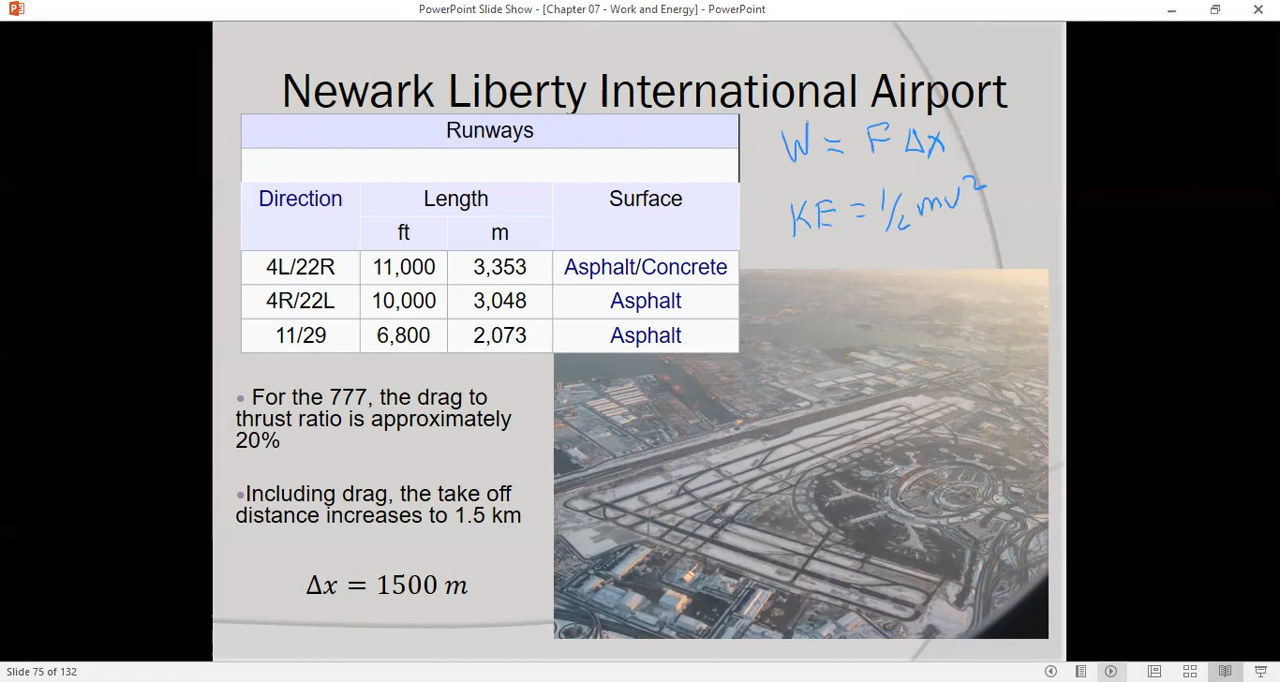 PowerPoint Slide Show - [Chapter 07 - Work and Energy] - PowerPoint
Newark Liberty International Airport
Runways
Direction Length Surface
ft m
4L/22R 11,000 3,353 Asphalt/Concrete
4R/22L 10,000 3,048 Asphalt
11/29 6,800 2,073 Asphalt
W = F Δx
KE = 1/2 mv²
• For the 777, the drag to
thrust ratio is approximately
20%
•Including drag, the take off
distance increases to 1.5 km
Δx = 1500 m
Slide 75 of 132